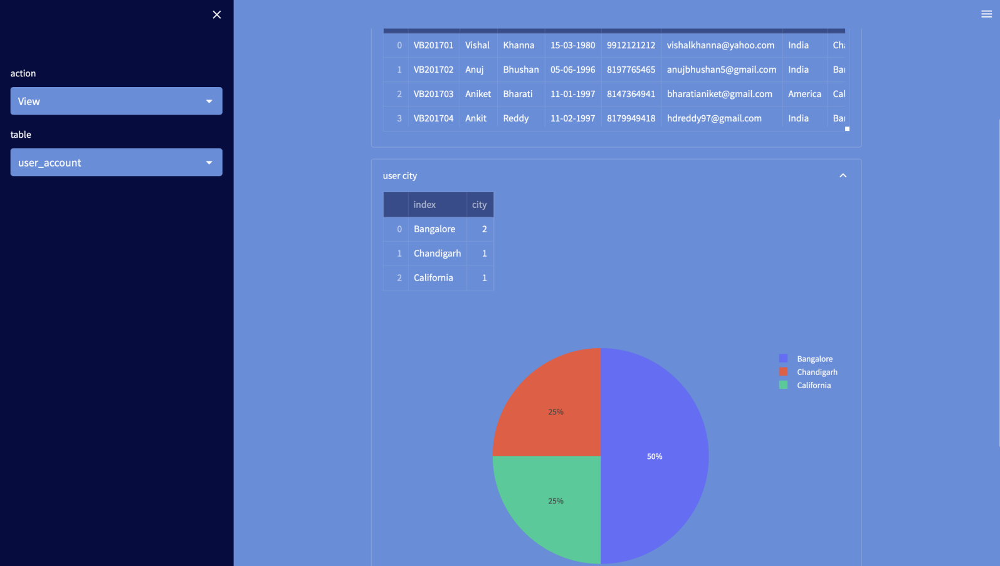 action
View
table
user_account
0 VB201701 Vishal Khanna 15-03-1980 9912121212 vishalkhanna@yahoo.com India
1 VB201702 Anuj Bhushan 05-06-1996 8197765465 anujbhushan5@gmail.com India
2 VB201703 Aniket Bharati 11-01-1997 8147364941 bharatianiket@gmail.com America Cal
3 VB201704 Ankit Reddy 11-02-1997 8179949418 hdreddy97@gmail.com India
user city
index city
0 Bangalore 2
1 Chandigarh 1
2 California 1
Bangalore
Chandigarh
California
25%
50%
25%